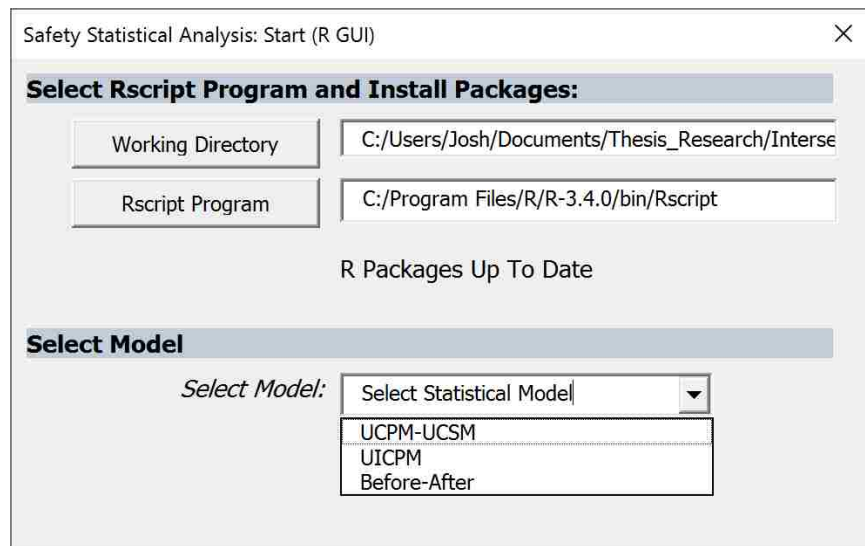 Safety Statistical Analysis: Start (R GUI)
Select Rscript Program and Install Packages:
Working Directory C:/Users/Josh/Documents/Thesis_Research/Interse
Rscript Program C:/Program Files/R/R-3.4.0/bin/Rscript
R Packages Up To Date
Select Model
Select Model: Select Statistical Model
UCPM-UCSM
UICPM
Before-After